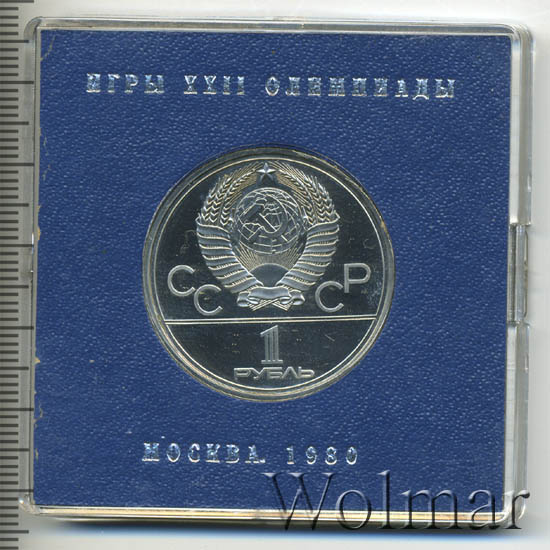 ИГРЫ XXII ОЛИМПИАДЫ
СССР
1
РУБЛЬ
МОСКВА 1980
Wolmar